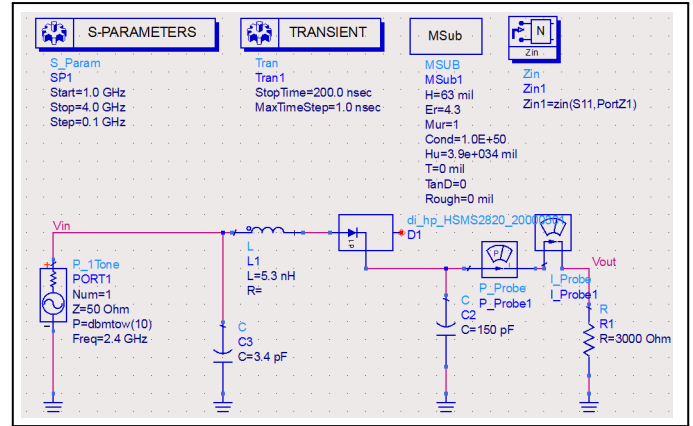 S-PARAMETERS
S_Param
SP1
Start=1.0 GHz
Stop=4.0 GHz
Step=0.1 GHz
TRANSIENT
Tran
Tran1
StopTime=200.0 nsec
MaxTimeStep=1.0 nsec
MSub
MSUB
MSub1
H=63 mil
Er=4.3
Mur=1
Cond=1.0E+50
Hu=3.9e+034 mil
T=0 mil
TanD=0
Rough=0 mil
N
Zin
Zin
Zin1
Zin1=zin(S11,PortZ1)
Vin
P_1Tone
PORT1
Num=1
Z=50 Ohm
P=dbmtow(10)
Freq=2.4 GHz
C
C3
C=3.4 pF
L
L1
L=5.3 nH
R=
di_hp_HSMS2820_20000301
D1
C
C2
C=150 pF
P_Probe
P_Probe1
I_Probe
I_Probe1
Vout
R
R1
R=3000 Ohm